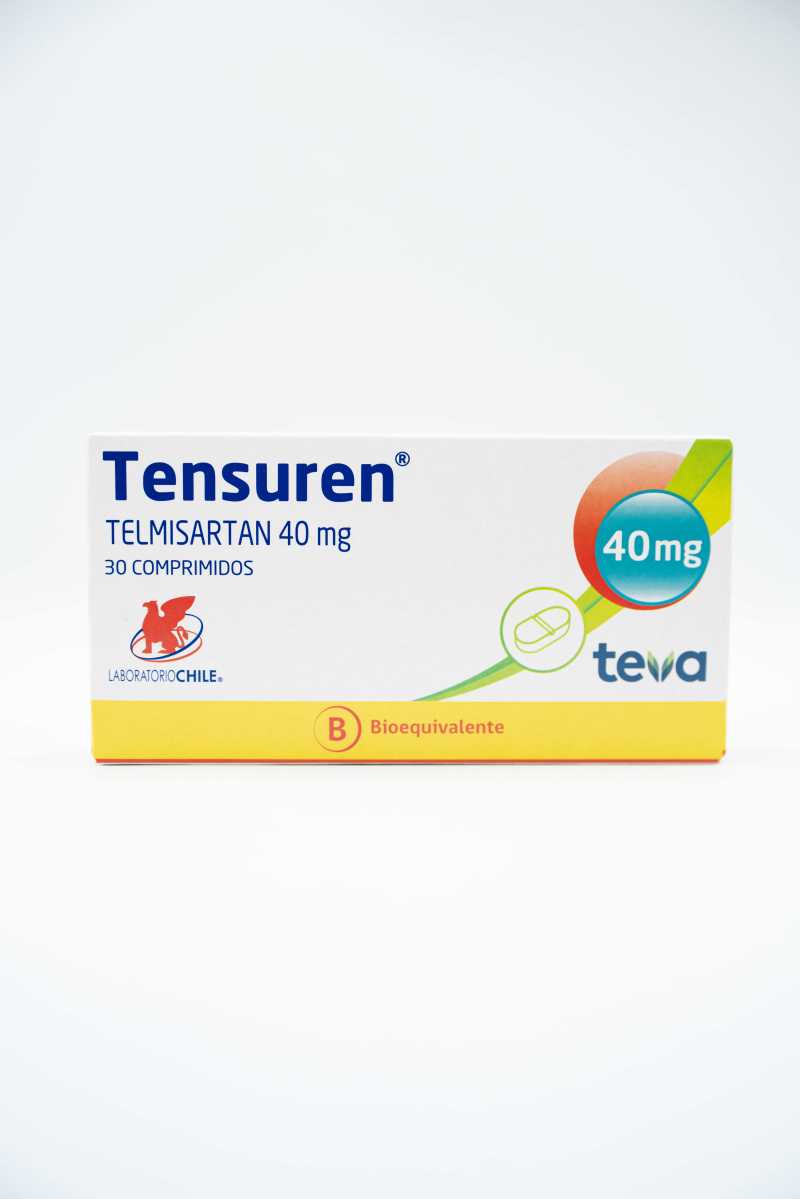 Tensuren®
TELMISARTAN 40 mg
30 COMPRIMIDOS
40mg
LABORATORIOCHILE®
teva
B Bioequivalente